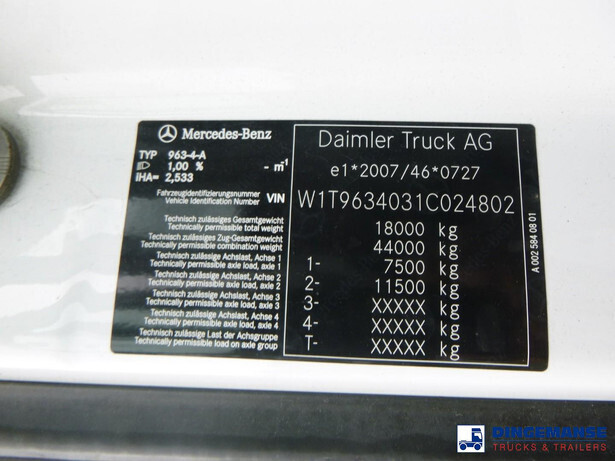 Mercedes-Benz
Daimler Truck AG
TYP 963-4-A
1,00 % - m⁻¹
IHA= 2,533
e1*2007/46*0727
Fahrzeugidentifizierungsnummer
Vehicle Identification Number VIN W1T9634031C024802
Technisch zulässiges Gesamtgewicht
Technically permissible total weight 18000 kg
Technisch zulässiges Zug-Gesamtgewicht
Technically permissible combination weight 44000 kg
Technisch zulässige Achslast, Achse 1
Technically permissible axle load, axle 1 1- 7500 kg
Technisch zulässige Achslast, Achse 2
Technically permissible axle load, axle 2 2- 11500 kg
Technisch zulässige Achslast, Achse 3
Technically permissible axle load, axle 3 3- XXXXX kg
Technisch zulässige Achslast, Achse 4
Technically permissible axle load, axle 4 4- XXXXX kg
Technisch zulässige Last der Achsgruppe
Technically permissible load on axle group T- XXXXX kg
A 002 584 08 01
DINGEMANSE
TRUCKS & TRAILERS